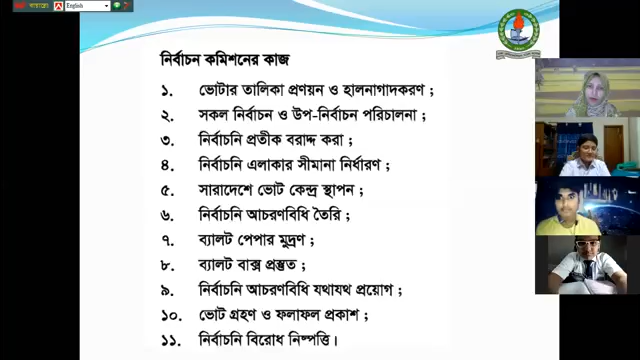 English
নির্বাচন কমিশনের কাজ
১. ভোটার তালিকা প্রণয়ন ও হালনাগাদকরণ ;
২. সকল নির্বাচন ও উপ-নির্বাচন পরিচালনা ;
৩. নির্বাচনি প্রতীক বরাদ্দ করা ;
৪. নির্বাচনি এলাকার সীমানা নির্ধারণ ;
৫. সারাদেশে ভোট কেন্দ্র স্থাপন ;
৬. নির্বাচনি আচরণবিধি তৈরি ;
৭. ব্যালট পেপার মুদ্রণ ;
৮. ব্যালট বাক্স প্রস্তুত ;
৯. নির্বাচনি আচরণবিধি যথাযথ প্রয়োগ ;
১০. ভোট গ্রহণ ও ফলাফল প্রকাশ ;
১১. নির্বাচনি বিরোধ নিষ্পত্তি।